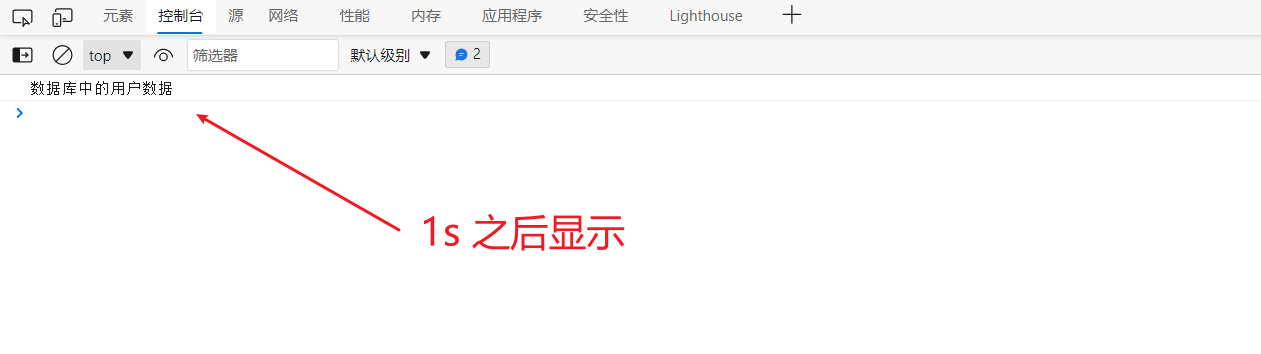 元素 控制台 源 网络 性能 内存 应用程序 安全性 Lighthouse
top 筛选器 默认级别 2
数据库中的用户数据
1s 之后显示